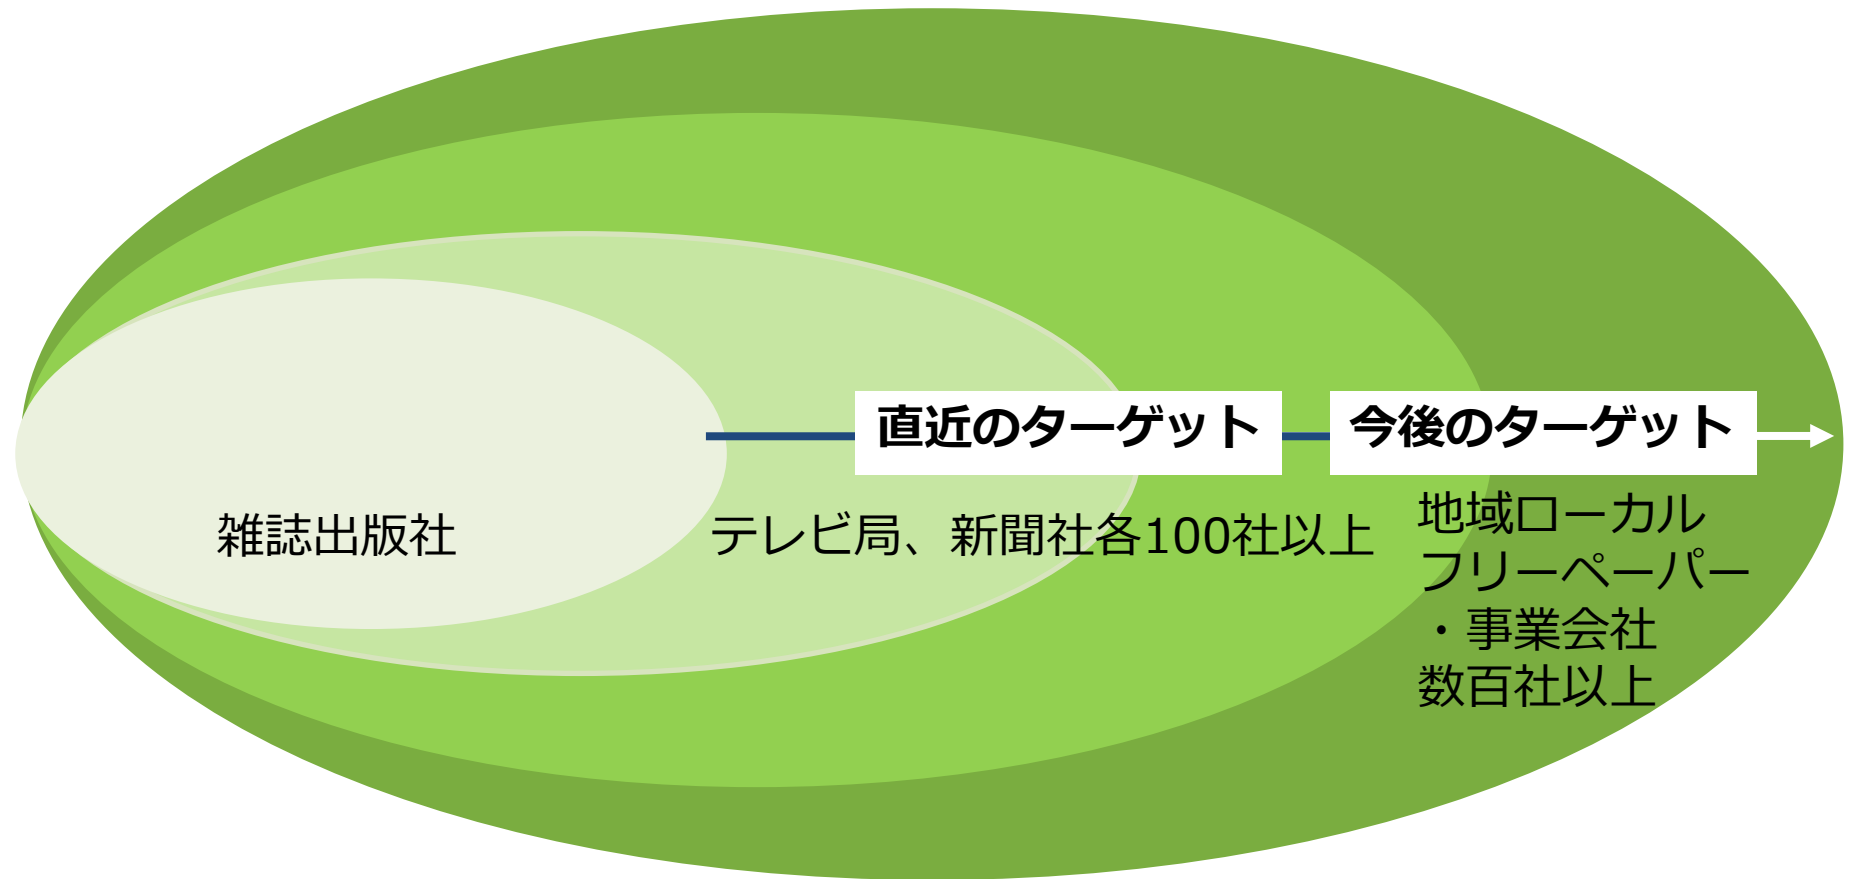 直近のターゲット
今後のターゲット
雑誌出版社
テレビ局、新聞社各100社以上
地域ローカル
フリーペーパー
・事業会社
数百社以上